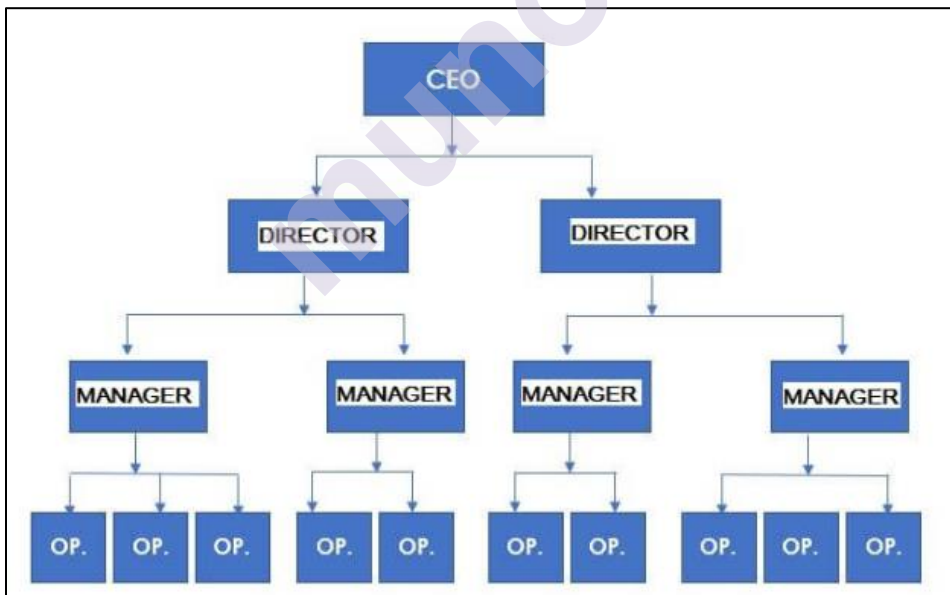 CEO
DIRECTOR DIRECTOR
MANAGER MANAGER MANAGER MANAGER
OP. OP. OP. OP. OP. OP. OP. OP. OP. OP.